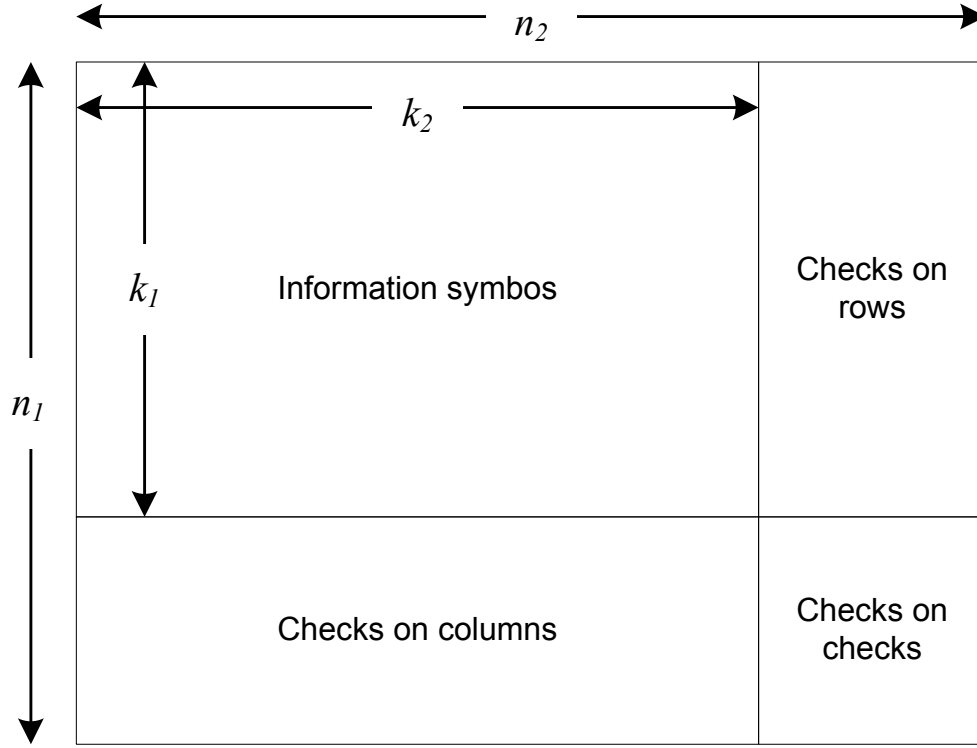 n2
k2
k1
Information symbos
Checks on
rows
n1
Checks on columns
Checks on
checks